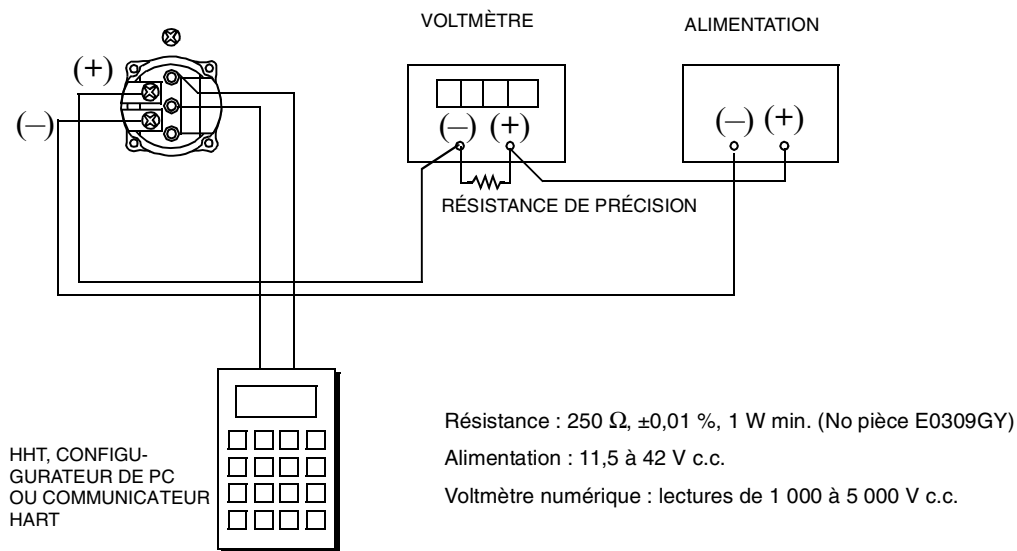 VOLTMÈTRE
ALIMENTATION
(+)
(—)
(—) (+)
(—) (+)
RÉSISTANCE DE PRÉCISION
HHT, CONFIGU-
GURATEUR DE PC
OU COMMUNICATEUR
HART
Résistance : 250 Ω, ±0,01 %, 1 W min. (No pièce E0309GY)
Alimentation : 11,5 à 42 V c.c.
Voltmètre numérique : lectures de 1 000 à 5 000 V c.c.